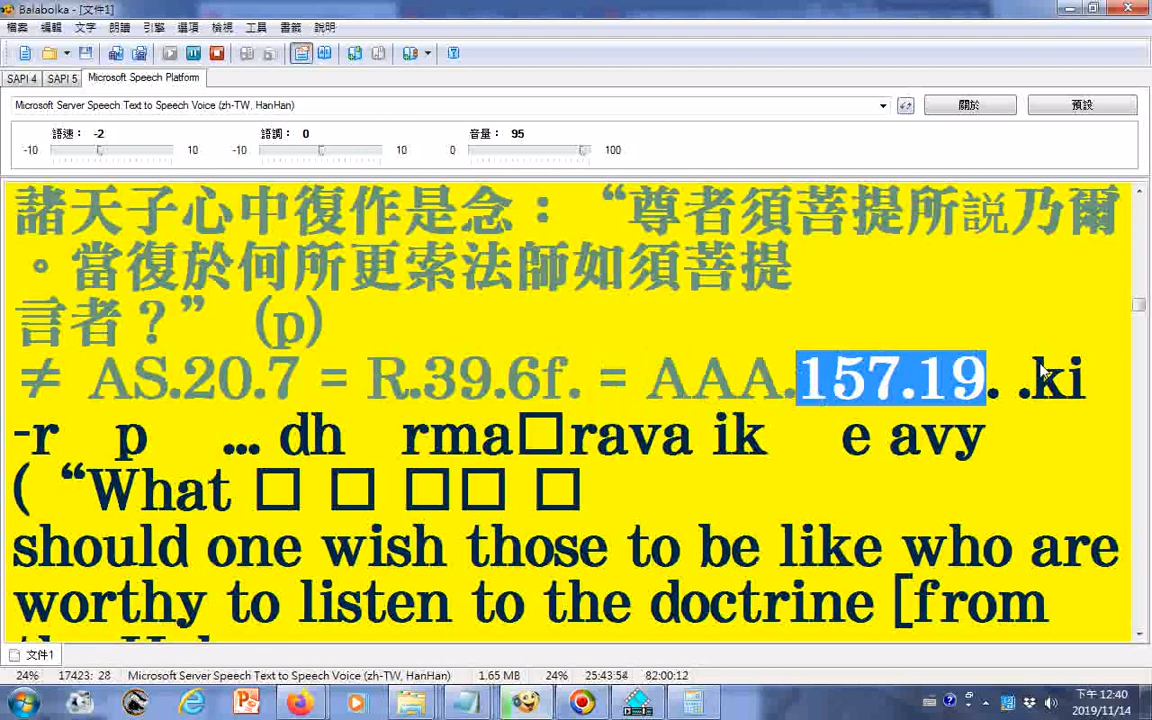 Balabolka - [文件1]
檔案 編輯 文字 朗讀 引擎 選項 檢視 工具 書籤 說明
SAPI 4 SAPI 5 Microsoft Speech Platform
Microsoft Server Speech Text to Speech Voice (zh-TW, HanHan) 關於 預設
語速： -2 語調： 0 音量： 95
-10 10 -10 10 0 100
諸天子心中復作是念：“尊者須菩提所説乃爾
。當復於何所更索法師如須菩提
言者？” (p)
≠ AS.20.7 = R.39.6f. = AAA.157.19. .ki
-r p ... dh rma□rava ik e avy
(“What □ □ □□ □
should one wish those to be like who are
worthy to listen to the doctrine [from
文件1
24% 17423: 28 Microsoft Server Speech Text to Speech Voice (zh-TW, HanHan) 1.65 MB 24% 25:43:54 82:00:12
下午 12:40
2019/11/14